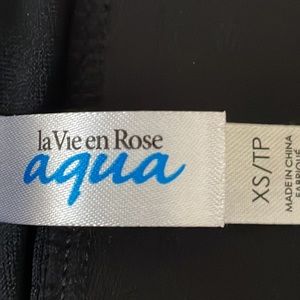 la Vie en Rose
aqua
XS/TP
MADE IN CHINA
FABRIQUÉ